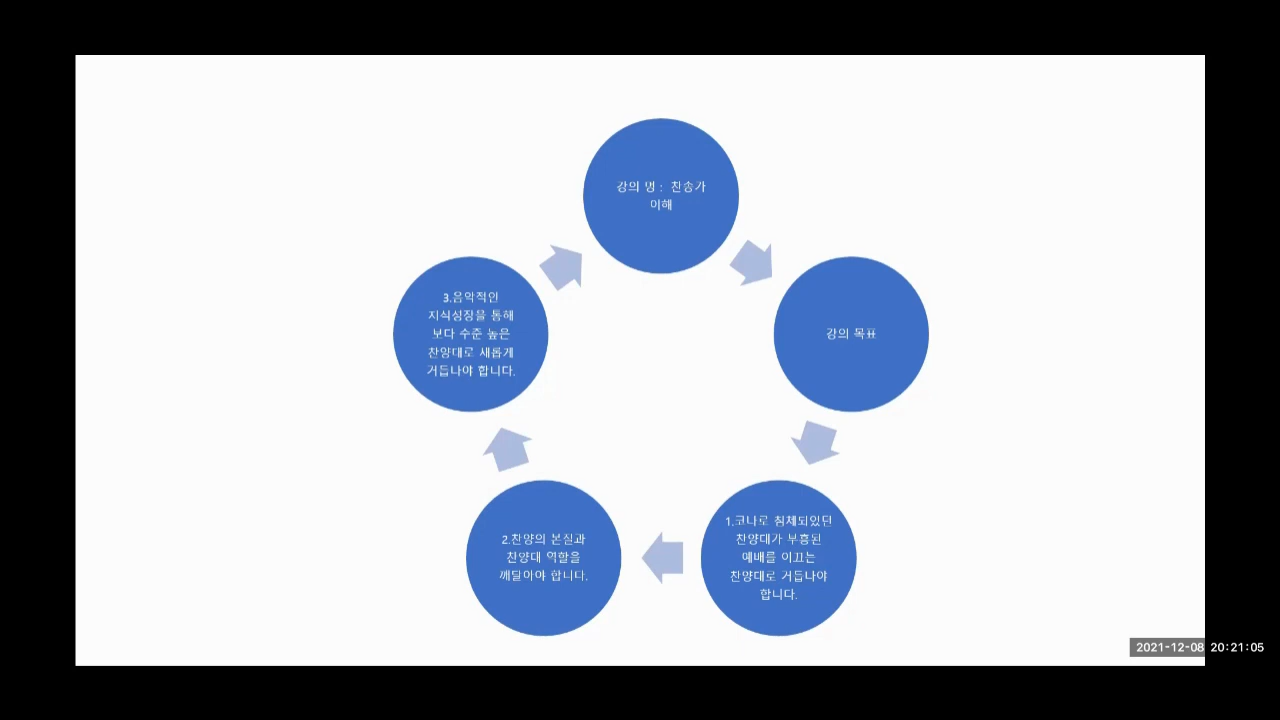 강의 명 : 찬송가
이해
강의 목표
1.코나로 침체되있던
찬양대가 부흥된
예배를 이끄는
찬양대로 거듭나야
합니다.
2.찬양의 본질과
찬양대 역할을
깨달아야 합니다.
3.음악적인
지식성장을 통해
보다 수준 높은
찬양대로 새롭게
거듭나야 합니다.
2021-12-08 20:21:05